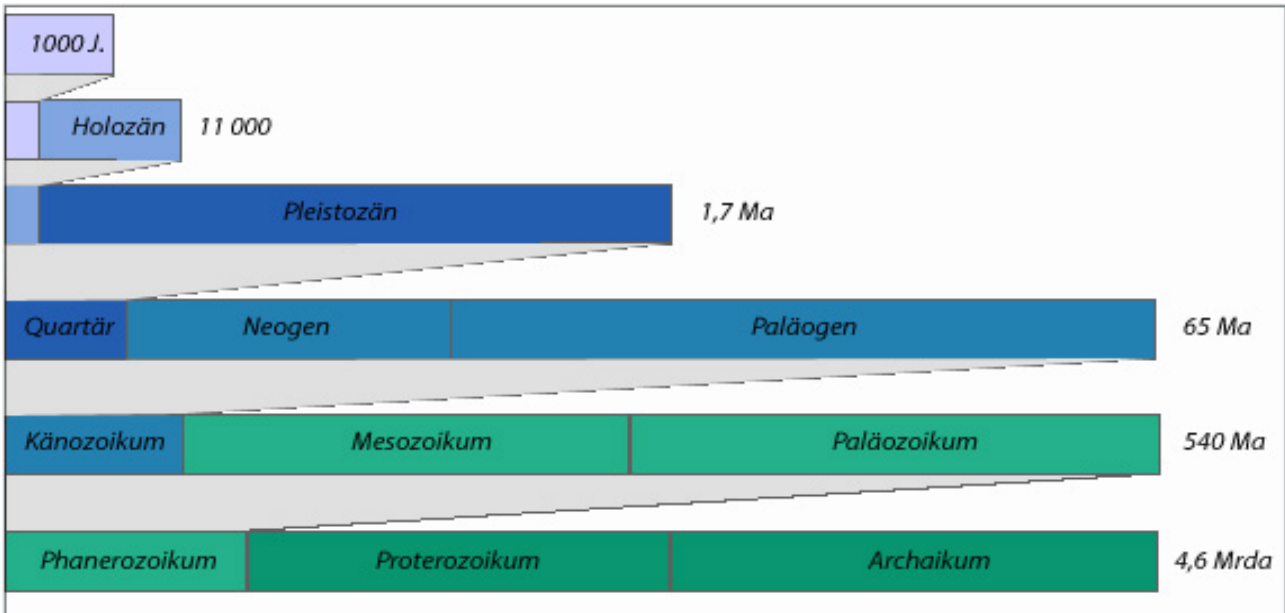 1000 J.
Holozän 11 000
Pleistozän 1,7 Ma
Quartär Neogen Paläogen 65 Ma
Känozoikum Mesozoikum Paläozoikum 540 Ma
Phanerozoikum Proterozoikum Archaikum 4,6 Mrda